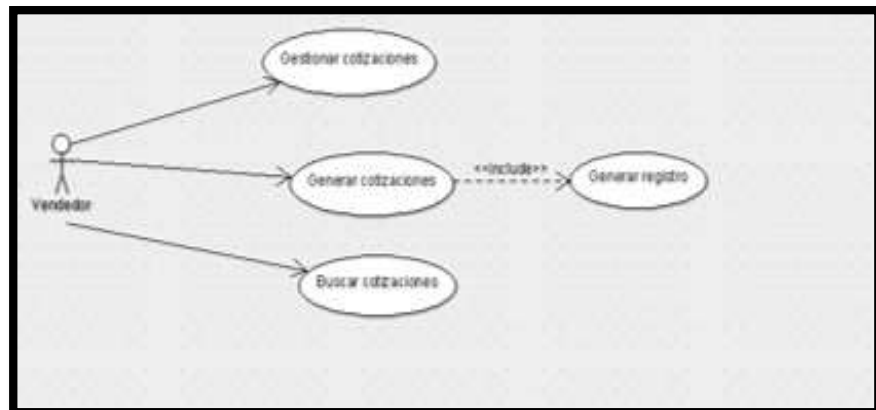 Gestionar cotizaciones
Generar cotizaciones
<<include>>
Generar registro
Vendedor
Buscar cotizaciones